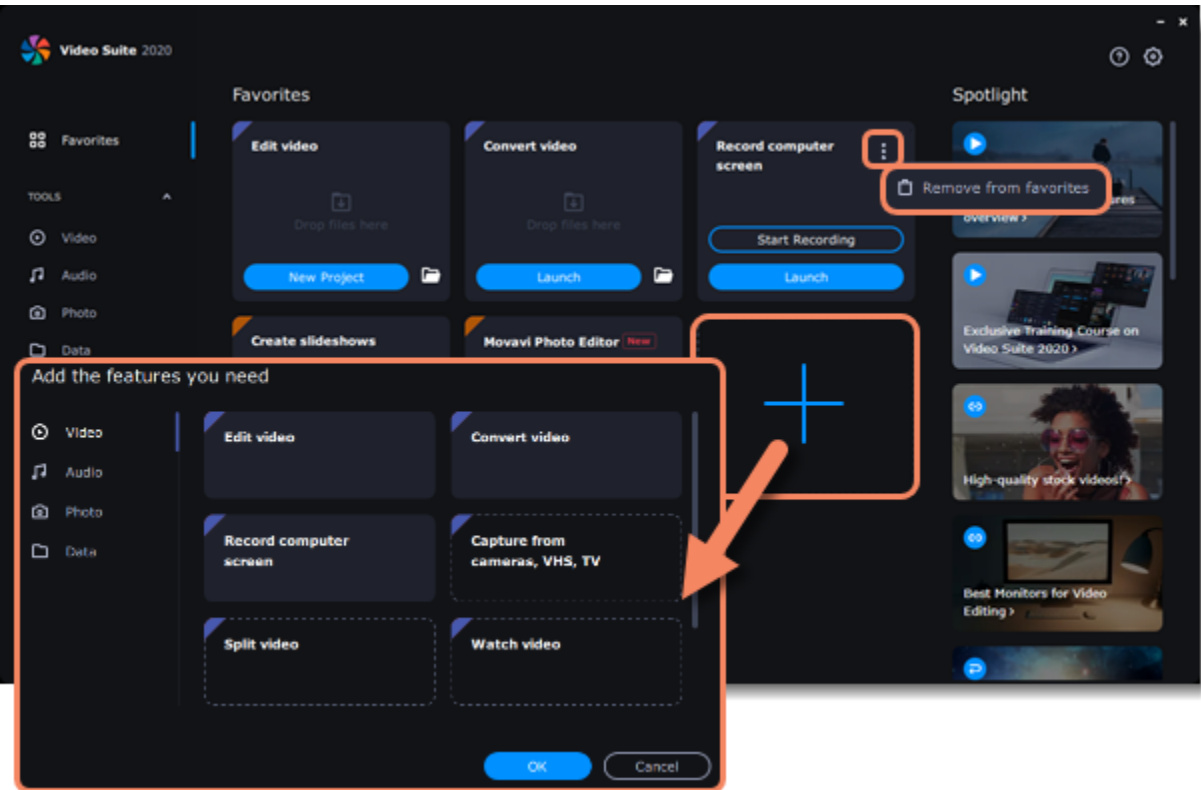 Video Suite 2020
Favorites
TOOLS
Video
Audio
Photo
Data
Favorites
Edit video
Drop files here
New Project
Convert video
Drop files here
Launch
Record computer
screen
Remove from favorites
Start Recording
Launch
Create slideshows
Movavi Photo Editor New
Spotlight
ures
overview >
Exclusive Training Course on
Video Suite 2020 >
High-quality stock videos! >
Best Monitors for Video
Editing >
Add the features you need
Video
Audio
Photo
Data
Edit video
Convert video
Record computer
screen
Capture from
cameras, VHS, TV
Split video
Watch video
OK
Cancel